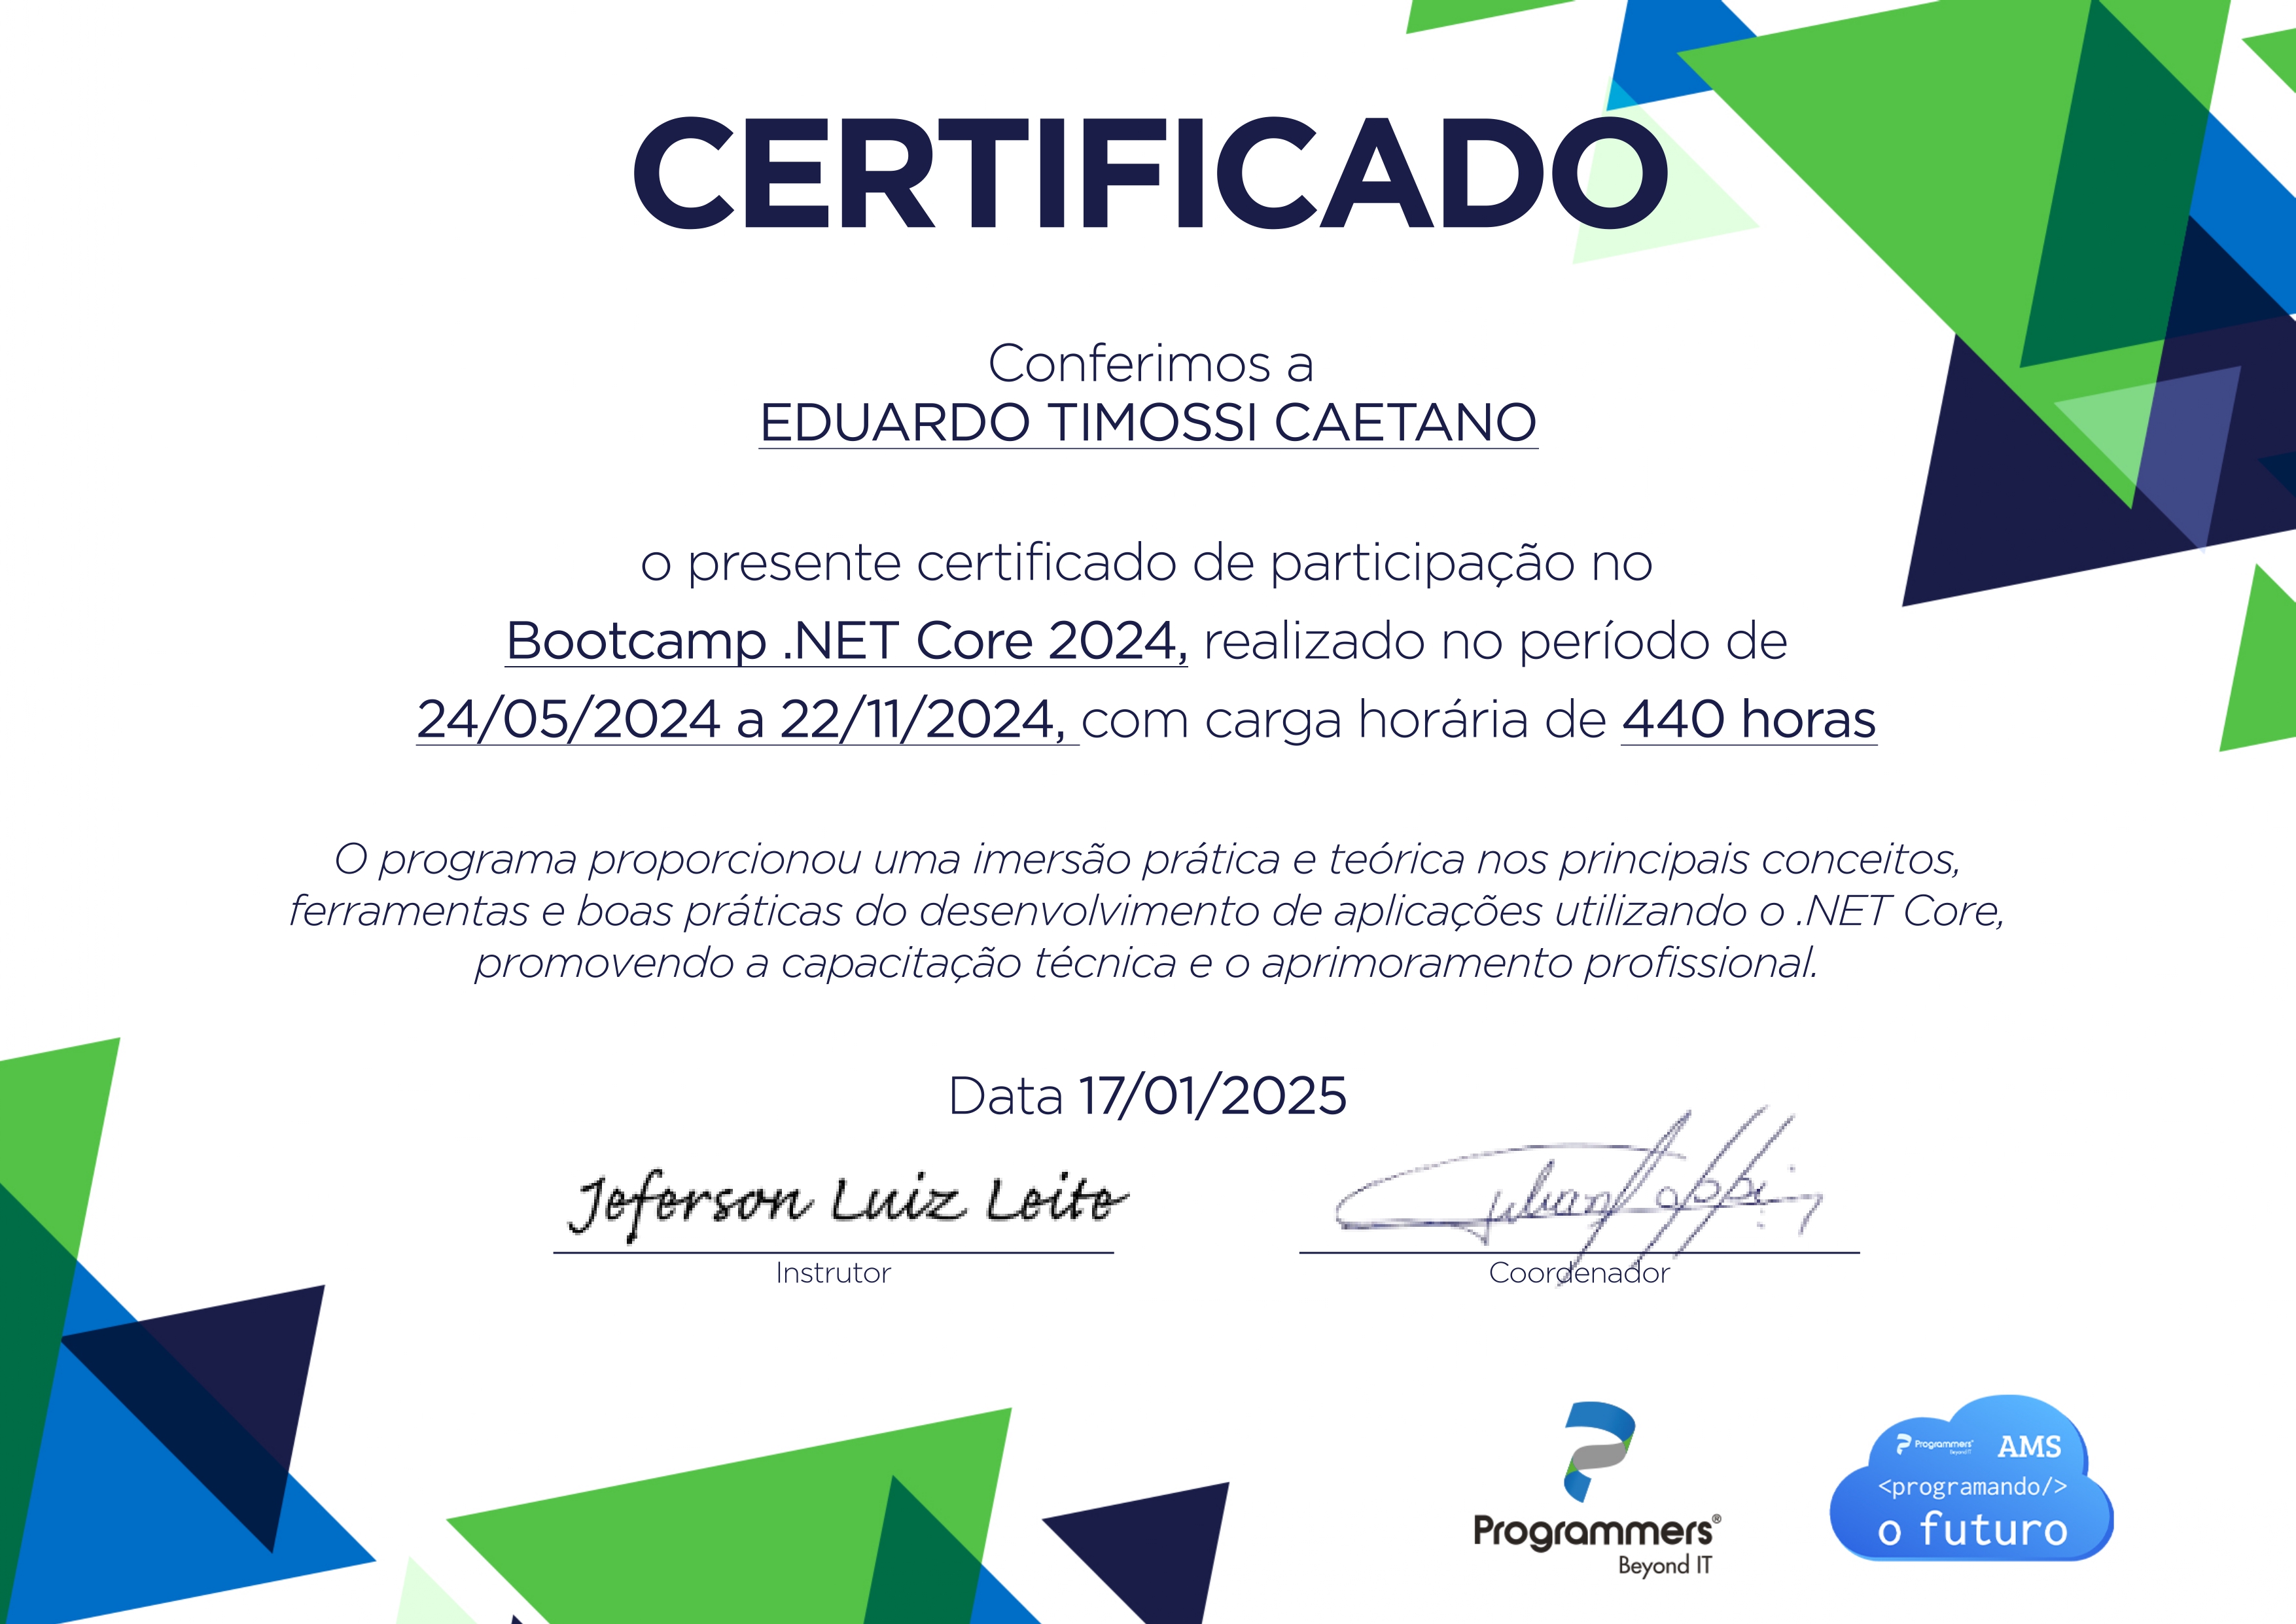 CERTIFICADO
Conferimos a
EDUARDO TIMOSSI CAETANO
o presente certificado de participação no
Bootcamp .NET Core 2024, realizado no período de
24/05/2024 a 22/11/2024, com carga horária de 440 horas
O programa proporcionou uma imersão prática e teórica nos principais conceitos,
ferramentas e boas práticas do desenvolvimento de aplicações utilizando o .NET Core,
promovendo a capacitação técnica e o aprimoramento profissional.
Data 17/01/2025
Jeferson Luiz Leite
Instrutor
Coordenador
Programmers®
Beyond IT
Programmers® AMS
Beyond IT
<programando/>
o futuro